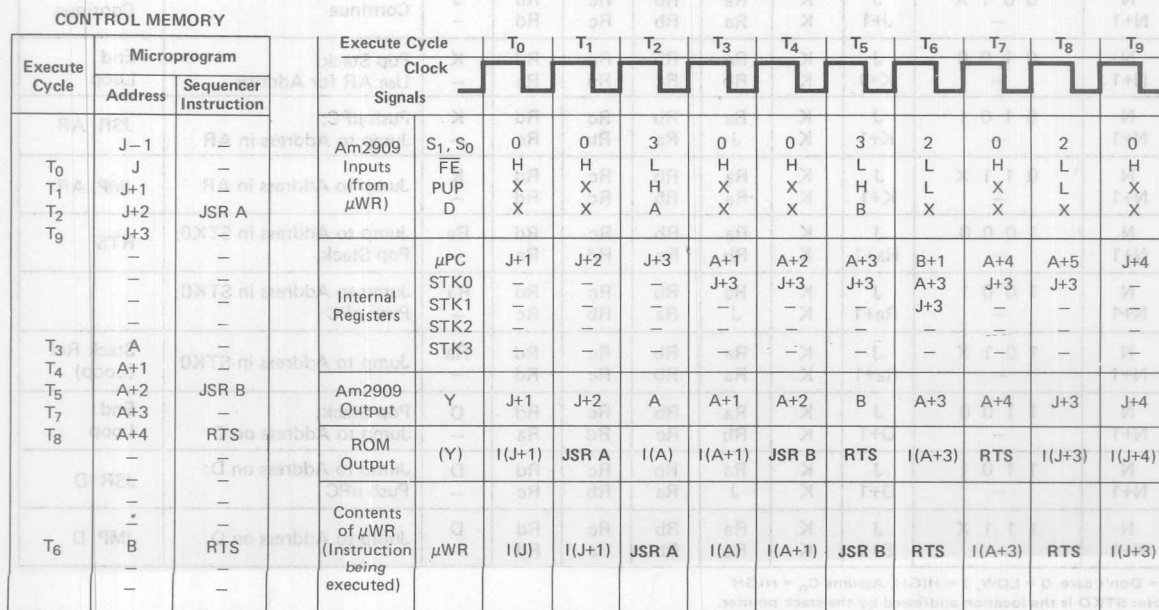 CONTROL MEMORY
Execute Cycle
Microprogram
Address
Sequencer Instruction
J−1
T₀ J
T₁ J+1
T₂ J+2 JSR A
T₉ J+3
– –
– –
– –
– –
T₃ A –
T₄ A+1
T₅ A+2 JSR B
T₇ A+3 –
T₈ A+4 RTS
– –
– –
– –
– –
T₆ B RTS
– –
– –
Execute Cycle T₀ T₁ T₂ T₃ T₄ T₅ T₆ T₇ T₈ T₉
Clock
Signals
Am2909 Inputs (from μWR)
S₁, S₀ 0 0 3 0 0 3 2 0 2 0
F̅E̅ H H L H H L L H L H
PUP X X H X X H L X L X
D X X A X X B X X X X
Internal Registers
μPC J+1 J+2 J+3 A+1 A+2 A+3 B+1 A+4 A+5 J+4
STK0 – – – J+3 J+3 J+3 A+3 J+3 J+3 –
STK1 – – – – – – J+3 – – –
STK2 – – – – – – – – – –
STK3 – – – – – – – – – –
Am2909 Output
Y J+1 J+2 A A+1 A+2 B A+3 A+4 J+3 J+4
ROM Output
(Y) I(J+1) JSR A I(A) I(A+1) JSR B RTS I(A+3) RTS I(J+3) I(J+4)
Contents of μWR (Instruction being executed)
μWR I(J) I(J+1) JSR A I(A) I(A+1) JSR B RTS I(A+3) RTS I(J+3)